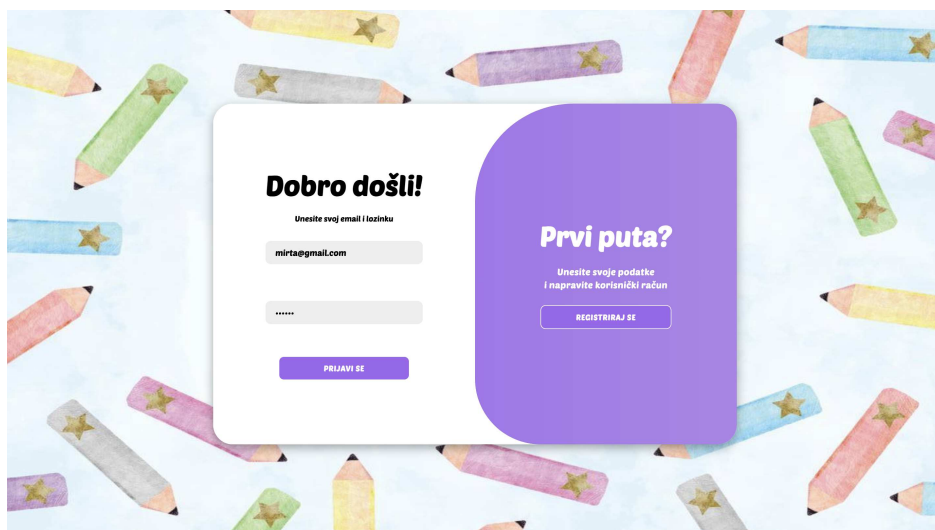 Dobro došli!
Unesite svoj email i lozinku
mirta@gmail.com
••••••
PRIJAVI SE
Prvi puta?
Unesite svoje podatke
i napravite korisnički račun
REGISTRIRAJ SE